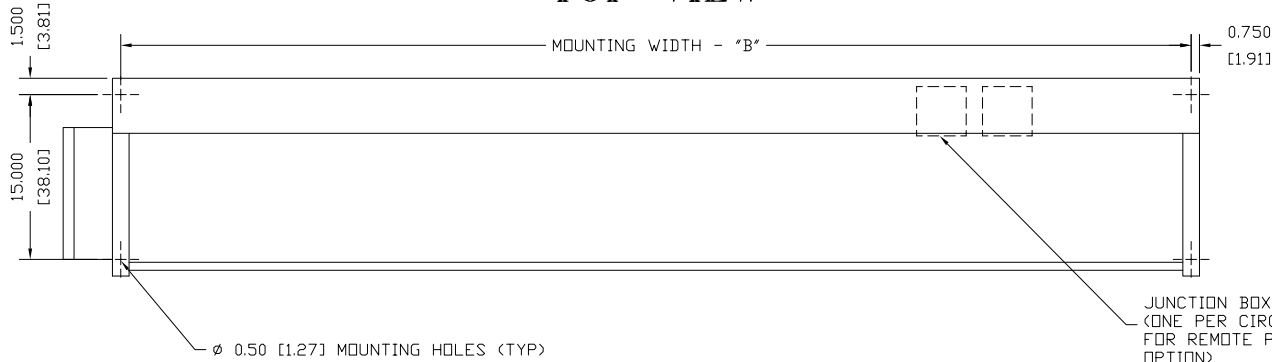 1.500
[3.81]
MOUNTING WIDTH - "B"
0.750
[1.91]
15.000
[38.10]
JUNCTION BOX
(ONE PER
FOR REMOTE
OPTION)
Ø 0.50 [1.27] MOUNTING HOLES (TYP)